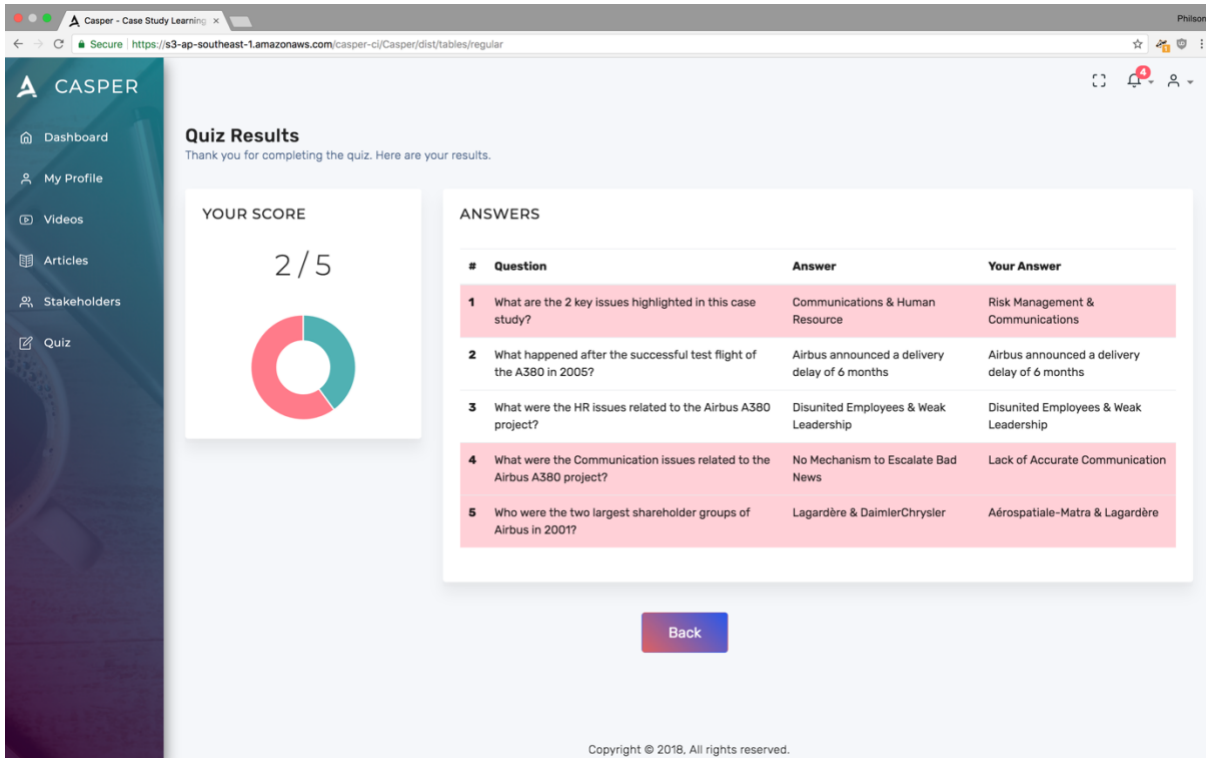 Casper - Case Study Learning
Philson
Secure https://s3-ap-southeast-1.amazonaws.com/casper-ci/Casper/dist/tables/regular
CASPER
4
Dashboard
My Profile
Videos
Articles
Stakeholders
Quiz
Quiz Results
Thank you for completing the quiz. Here are your results.
YOUR SCORE
2/5
ANSWERS
# Question Answer Your Answer
1 What are the 2 key issues highlighted in this case Communications & Human Risk Management &
study? Resource Communications
2 What happened after the successful test flight of Airbus announced a delivery Airbus announced a delivery
the A380 in 2005? delay of 6 months delay of 6 months
3 What were the HR issues related to the Airbus A380 Disunited Employees & Weak Disunited Employees & Weak
project? Leadership Leadership
4 What were the Communication issues related to the No Mechanism to Escalate Bad Lack of Accurate Communication
Airbus A380 project? News
5 Who were the two largest shareholder groups of Lagardère & DaimlerChrysler Aérospatiale-Matra & Lagardère
Airbus in 2001?
Back
Copyright © 2018, All rights reserved.